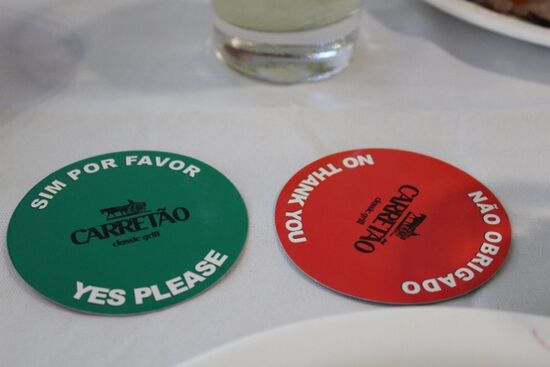 SIM POR FAVOR
CARRETÃO
classic grill
YES PLEASE
NO THANK YOU
CARRETÃO
classic grill
NÃO OBRIGADO